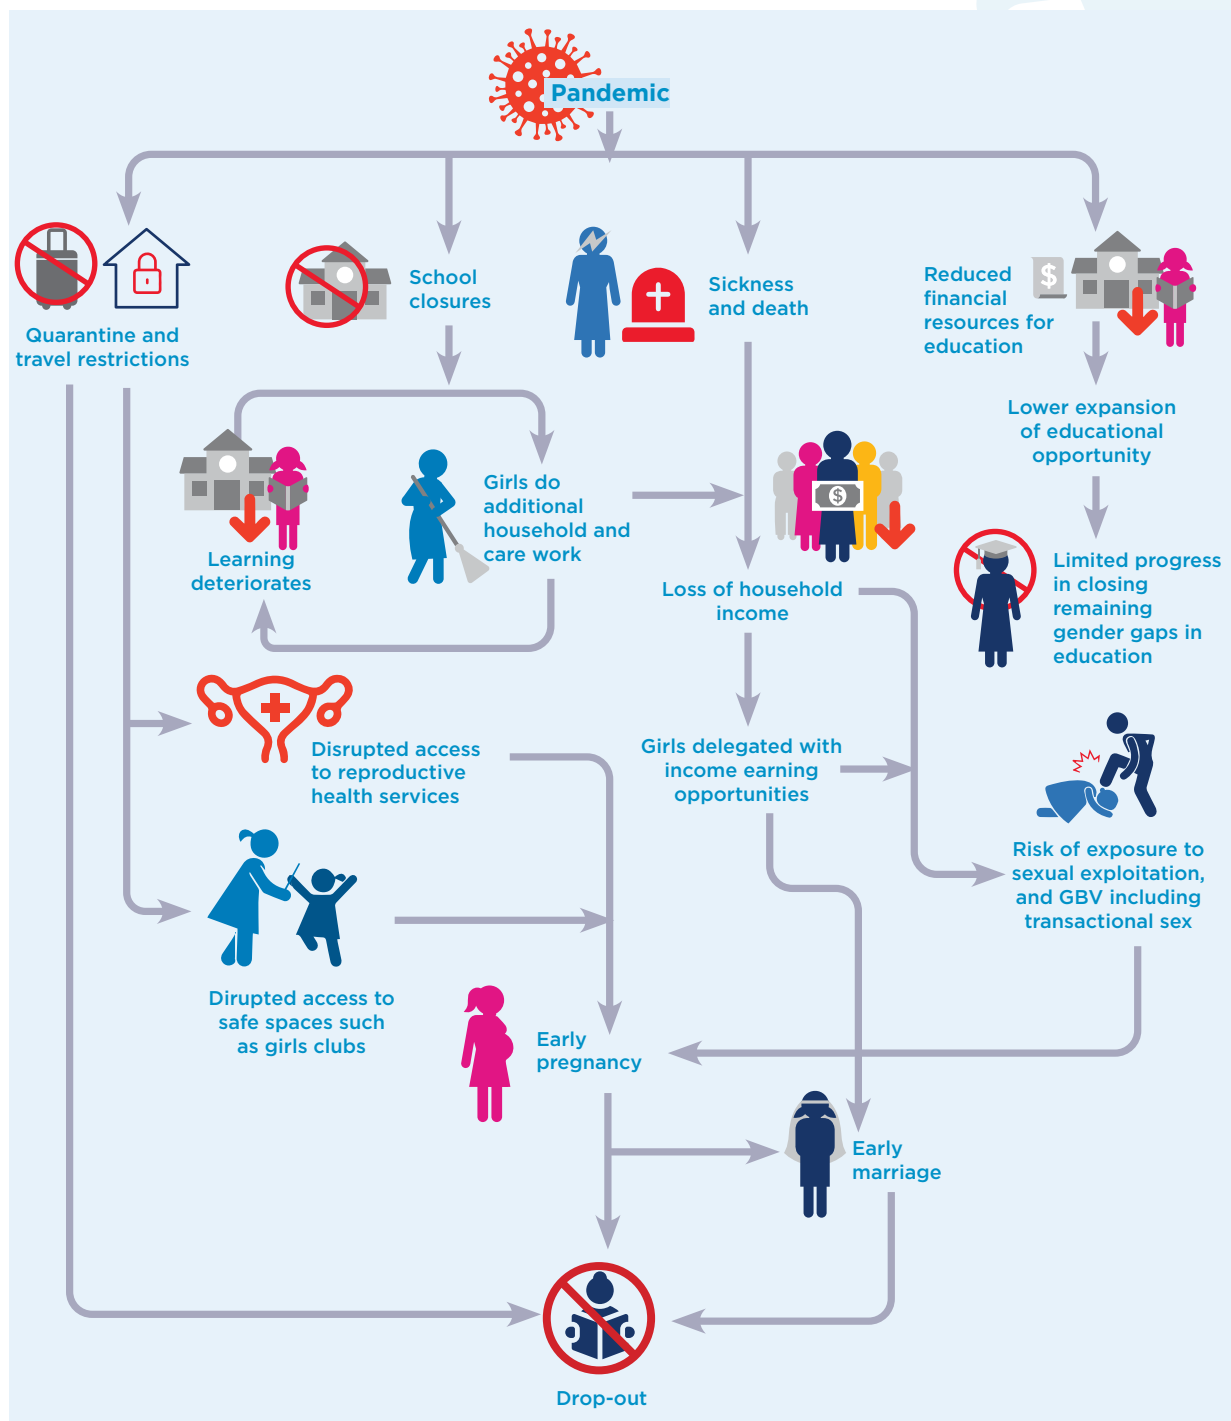 Pandemic
Quarantine and
travel restrictions
School
closures
Sickness
and death
Reduced
financial
resources for
education
$
Lower expansion
of educational
opportunity
Learning
deteriorates
Girls do
additional
household and
care work
$
Loss of household
income
Limited progress
in closing
remaining
gender gaps in
education
Disrupted access
to reproductive
health services
Girls delegated with
income earning
opportunities
Risk of exposure to
sexual exploitation,
and GBV including
transactional sex
Dirupted access to
safe spaces such
as girls clubs
Early
pregnancy
Early
marriage
Drop-out